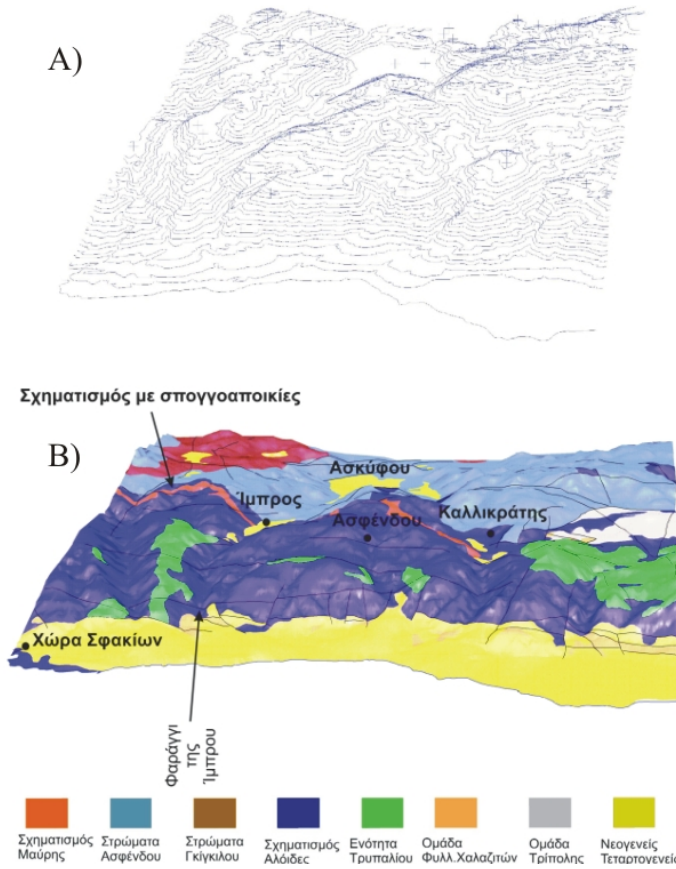 A)
Σχηματισμός με σπογγοαποικίες
B)
Ασκύφου
Ίμπρος
Καλλικράτης
Ασφένδου
Χώρα Σφακίων
Φαράγγι
της
Ίμπρου
Σχηματισμός
Μαύρης
Στρώματα
Ασφένδου
Στρώματα
Γκίγκιλου
Σχηματισμός
Αλόιδες
Ενότητα
Τρυπαλίου
Ομάδα
Φυλλ.Χαλαζιτών
Ομάδα
Τρίπολης
Νεογενείς
Τεταρτογενείς